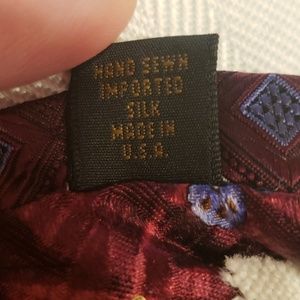 HAND SEWN
IMPORTED
SILK
MADE IN
U.S.A.